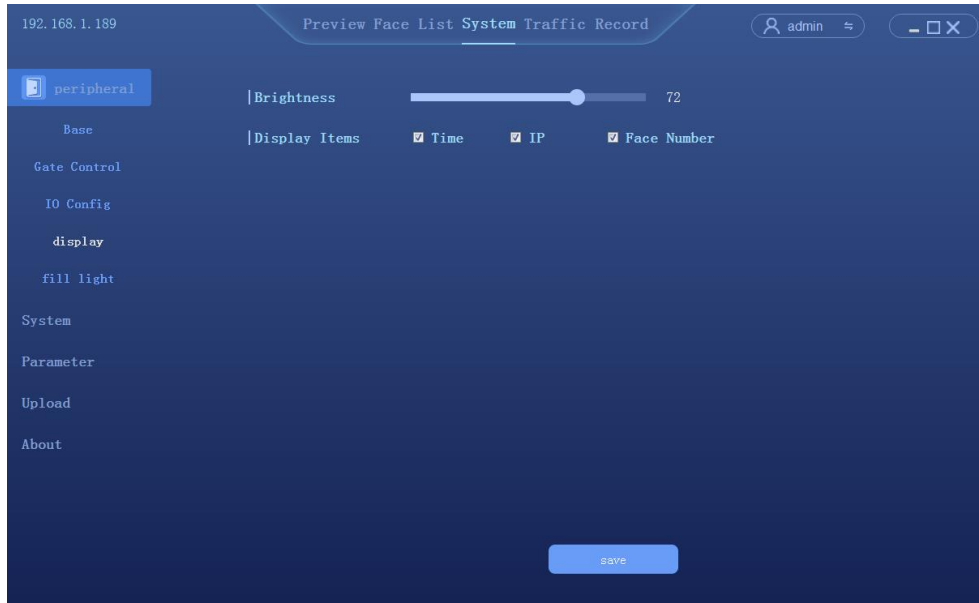 192.168.1.189 Preview Face List System Traffic Record admin
peripheral
Base
Gate Control
IO Config
display
fill light
System
Parameter
Upload
About
Brightness 72
Display Items Time IP Face Number
save